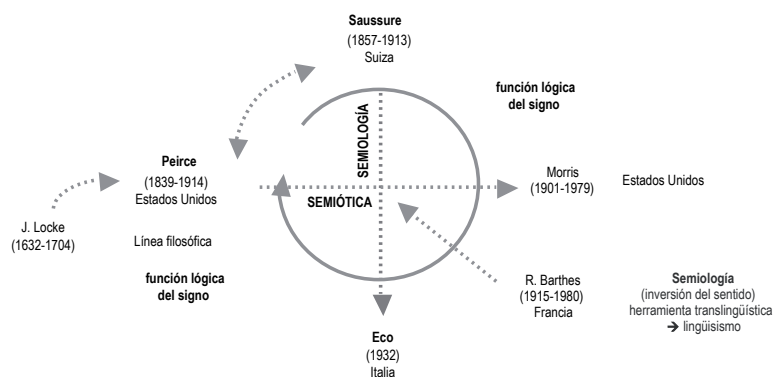 Saussure
(1857-1913)
Suiza
función lógica
del signo
SEMIOLOGÍA
Peirce
(1839-1914)
Estados Unidos
SEMIÓTICA
Morris
(1901-1979)
Estados Unidos
J. Locke
(1632-1704)
Línea filosófica
función lógica
del signo
R. Barthes
(1915-1980)
Francia
Semiología
(inversión del sentido)
herramienta translingüística
➔ lingüisismo
Eco
(1932)
Italia